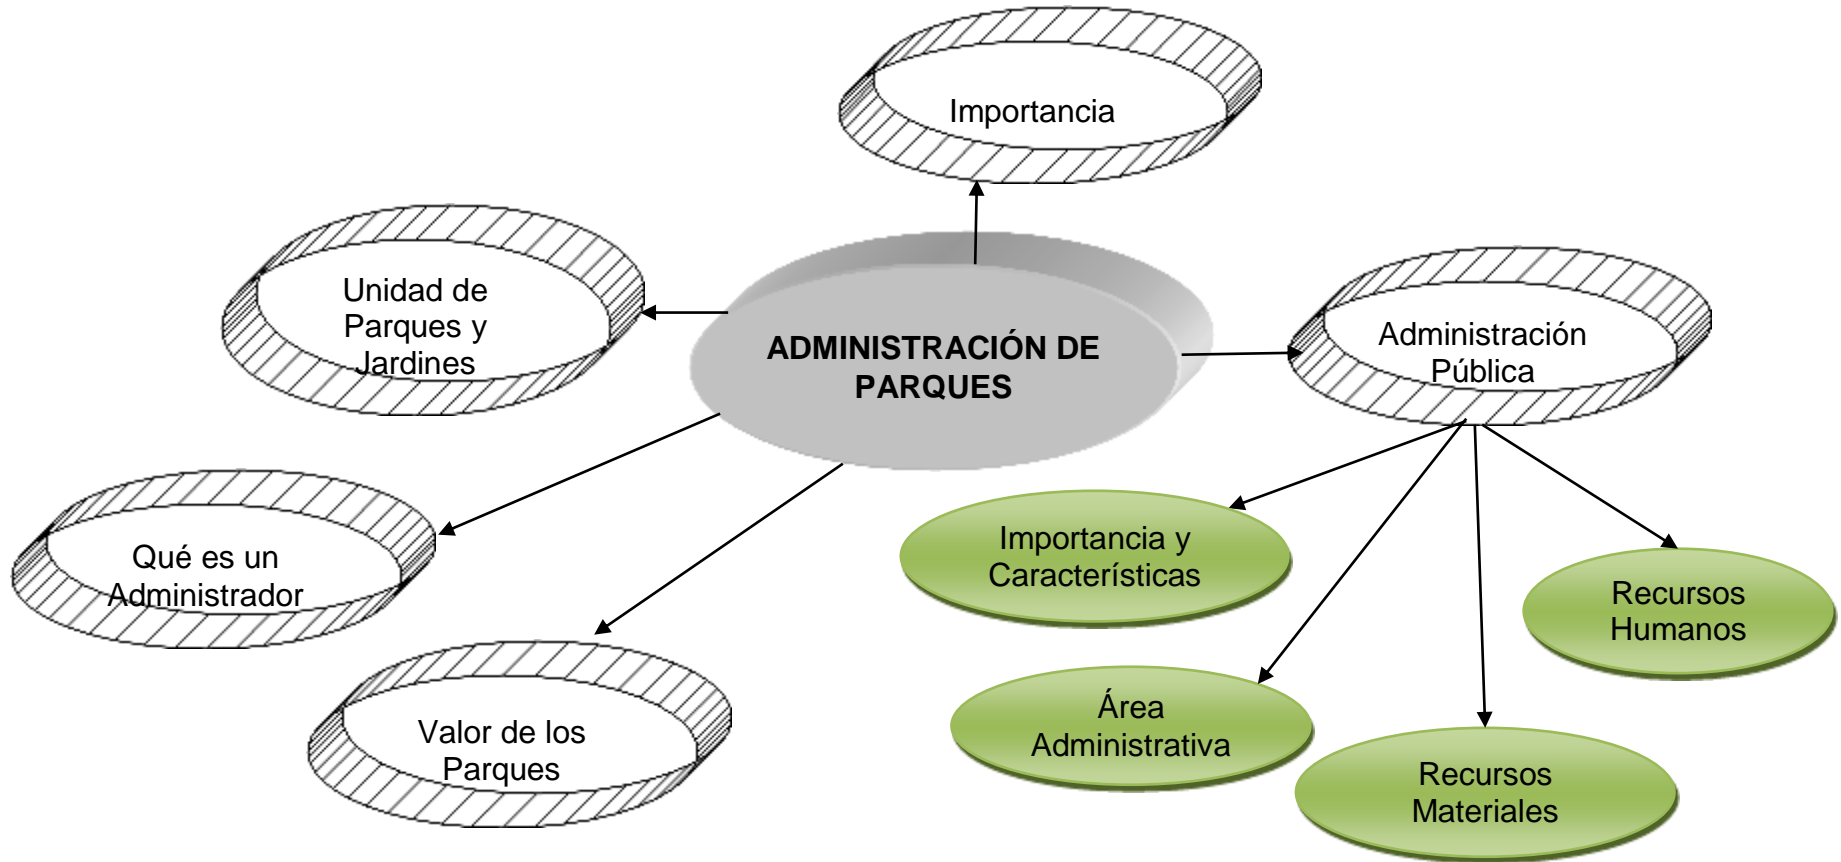 Importancia
Unidad de
Parques y
Jardines
ADMINISTRACIÓN DE
PARQUES
Administración
Pública
Qué es un
Administrador
Valor de los
Parques
Importancia y
Características
Recursos
Humanos
Área
Administrativa
Recursos
Materiales